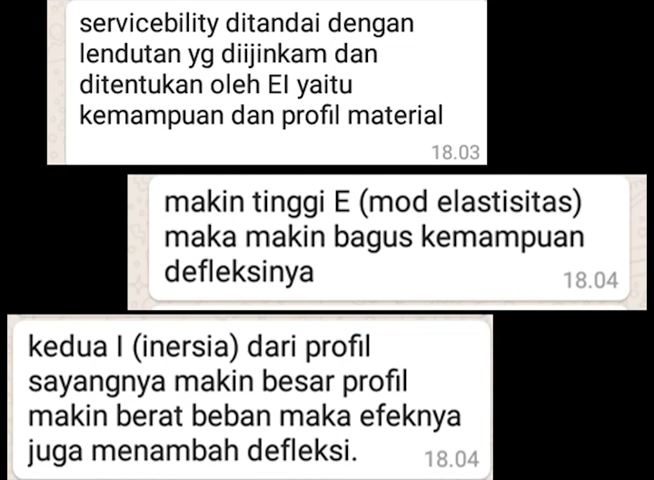 servicebility ditandai dengan
lendutan yg diijinkam dan
ditentukan oleh EI yaitu
kemampuan dan profil material
18.03
makin tinggi E (mod elastisitas)
maka makin bagus kemampuan
defleksinya
18.04
kedua I (inersia) dari profil
sayangnya makin besar profil
makin berat beban maka efeknya
juga menambah defleksi.
18.04